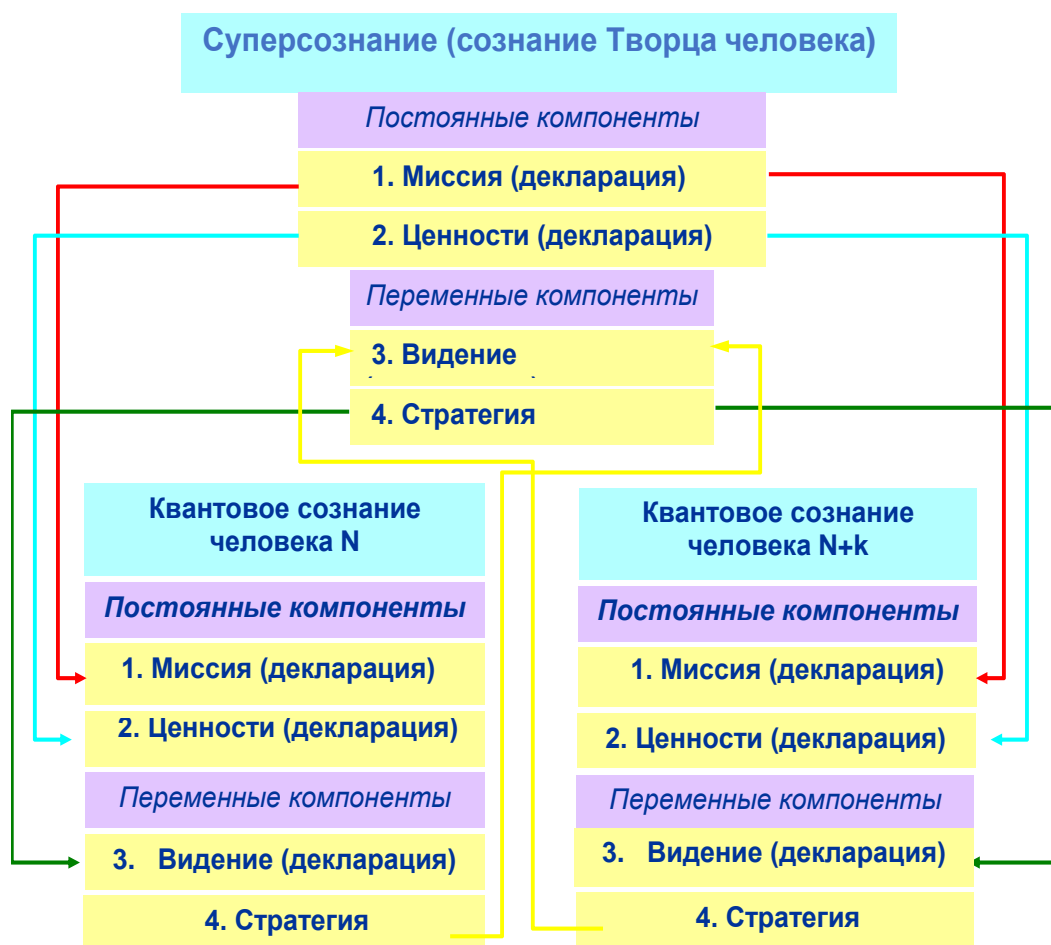 Суперсознание (сознание Творца человека)
Постоянные компоненты
1. Миссия (декларация)
2. Ценности (декларация)
Переменные компоненты
3. Видение
4. Стратегия
Квантовое сознание
человека N
Постоянные компоненты
1. Миссия (декларация)
2. Ценности (декларация)
Переменные компоненты
3. Видение (декларация)
4. Стратегия
Квантовое сознание
человека N+k
Постоянные компоненты
1. Миссия (декларация)
2. Ценности (декларация)
Переменные компоненты
3. Видение (декларация)
4. Стратегия